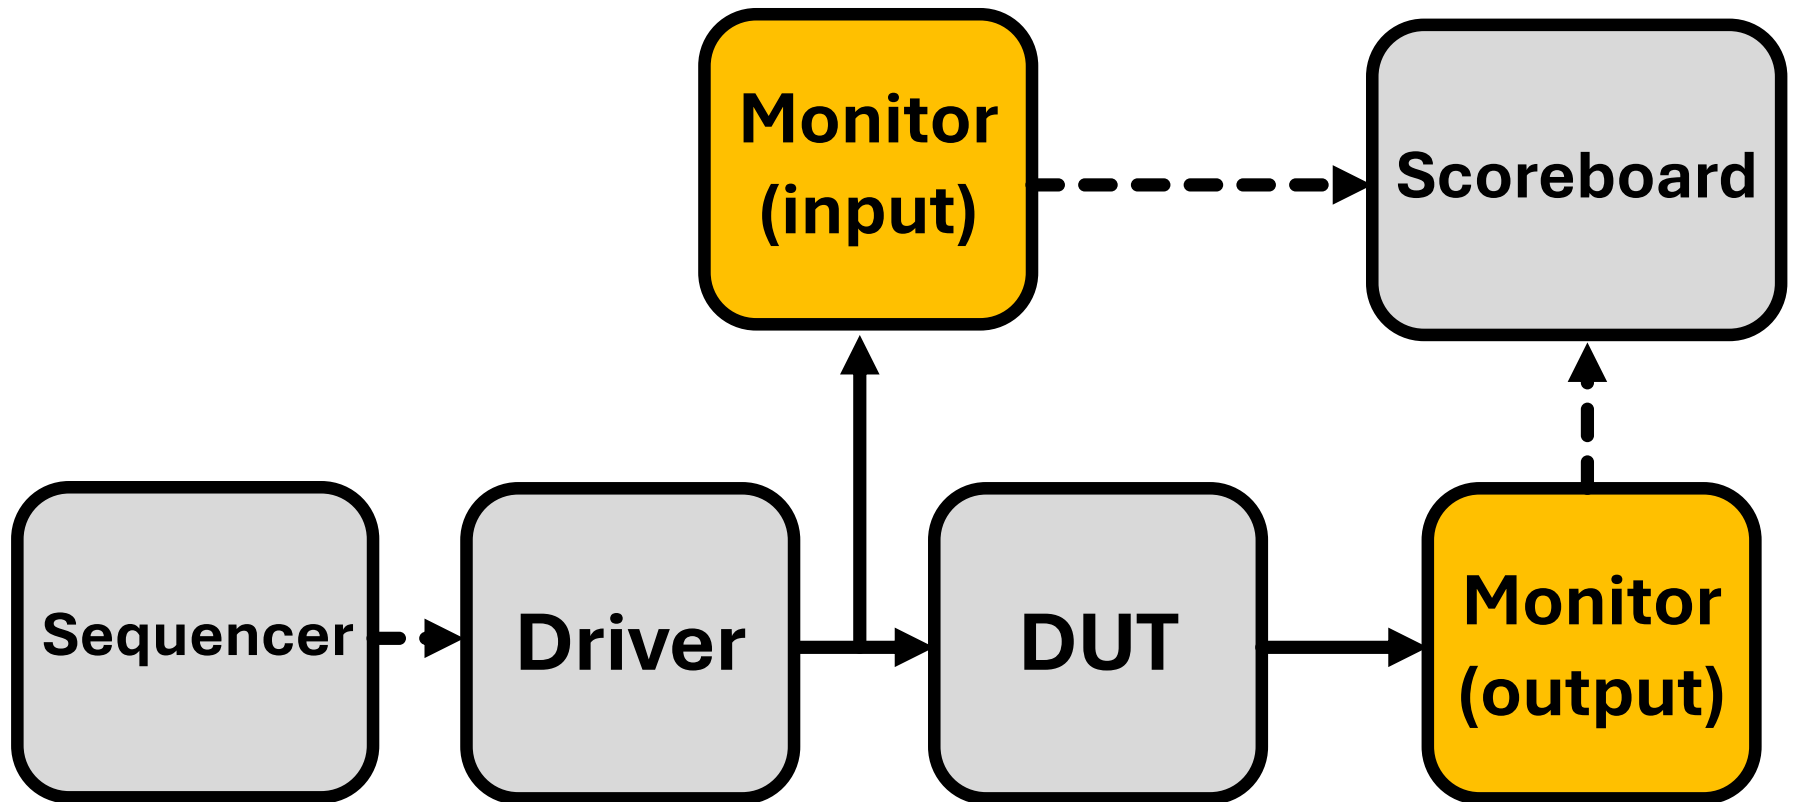 Monitor
(input)
Scoreboard
Sequencer
Driver
DUT
Monitor
(output)